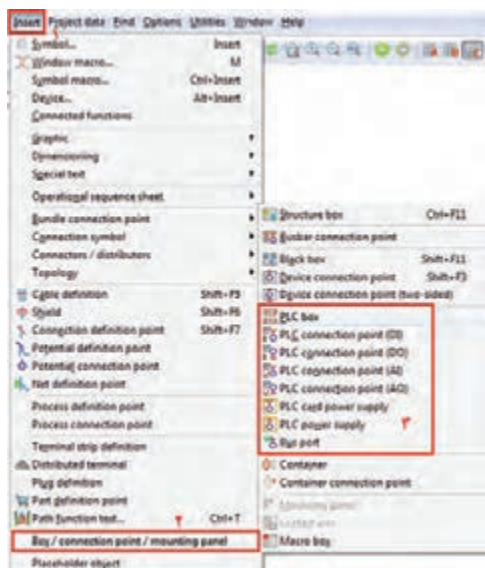 Insert Project data Find Options Utilities Window Help
۱
Symbol... Insert
Window macro... M
Symbol macro... Ctrl+Insert
Device... Alt+Insert
Connected functions
Graphic
Dimensioning
Special text
Operational sequence sheet
Bundle connection point
Connection symbol
Connectors / distributors
Topology
Cable definition Shift+F5
Shield Shift+F6
Connection definition point Shift+F7
Potential definition point
Potential connection point
Net definition point
Process definition point
Process connection point
Terminal strip definition
Distributed terminal
Plug definition
Part definition point
Path function text... Ctrl+T
۲
Box / connection point / mounting panel
Placeholder object
Structure box Ctrl+F11
Busbar connection point
Black box Shift+F11
Device connection point Shift+F3
Device connection point (two-sided)
PLC box
PLC connection point (DI)
PLC connection point (DO)
PLC connection point (AI)
PLC connection point (AO)
PLC card power supply
PLC power supply ۳
Bus port
Container
Container connection point
Mounting panel
Macro box